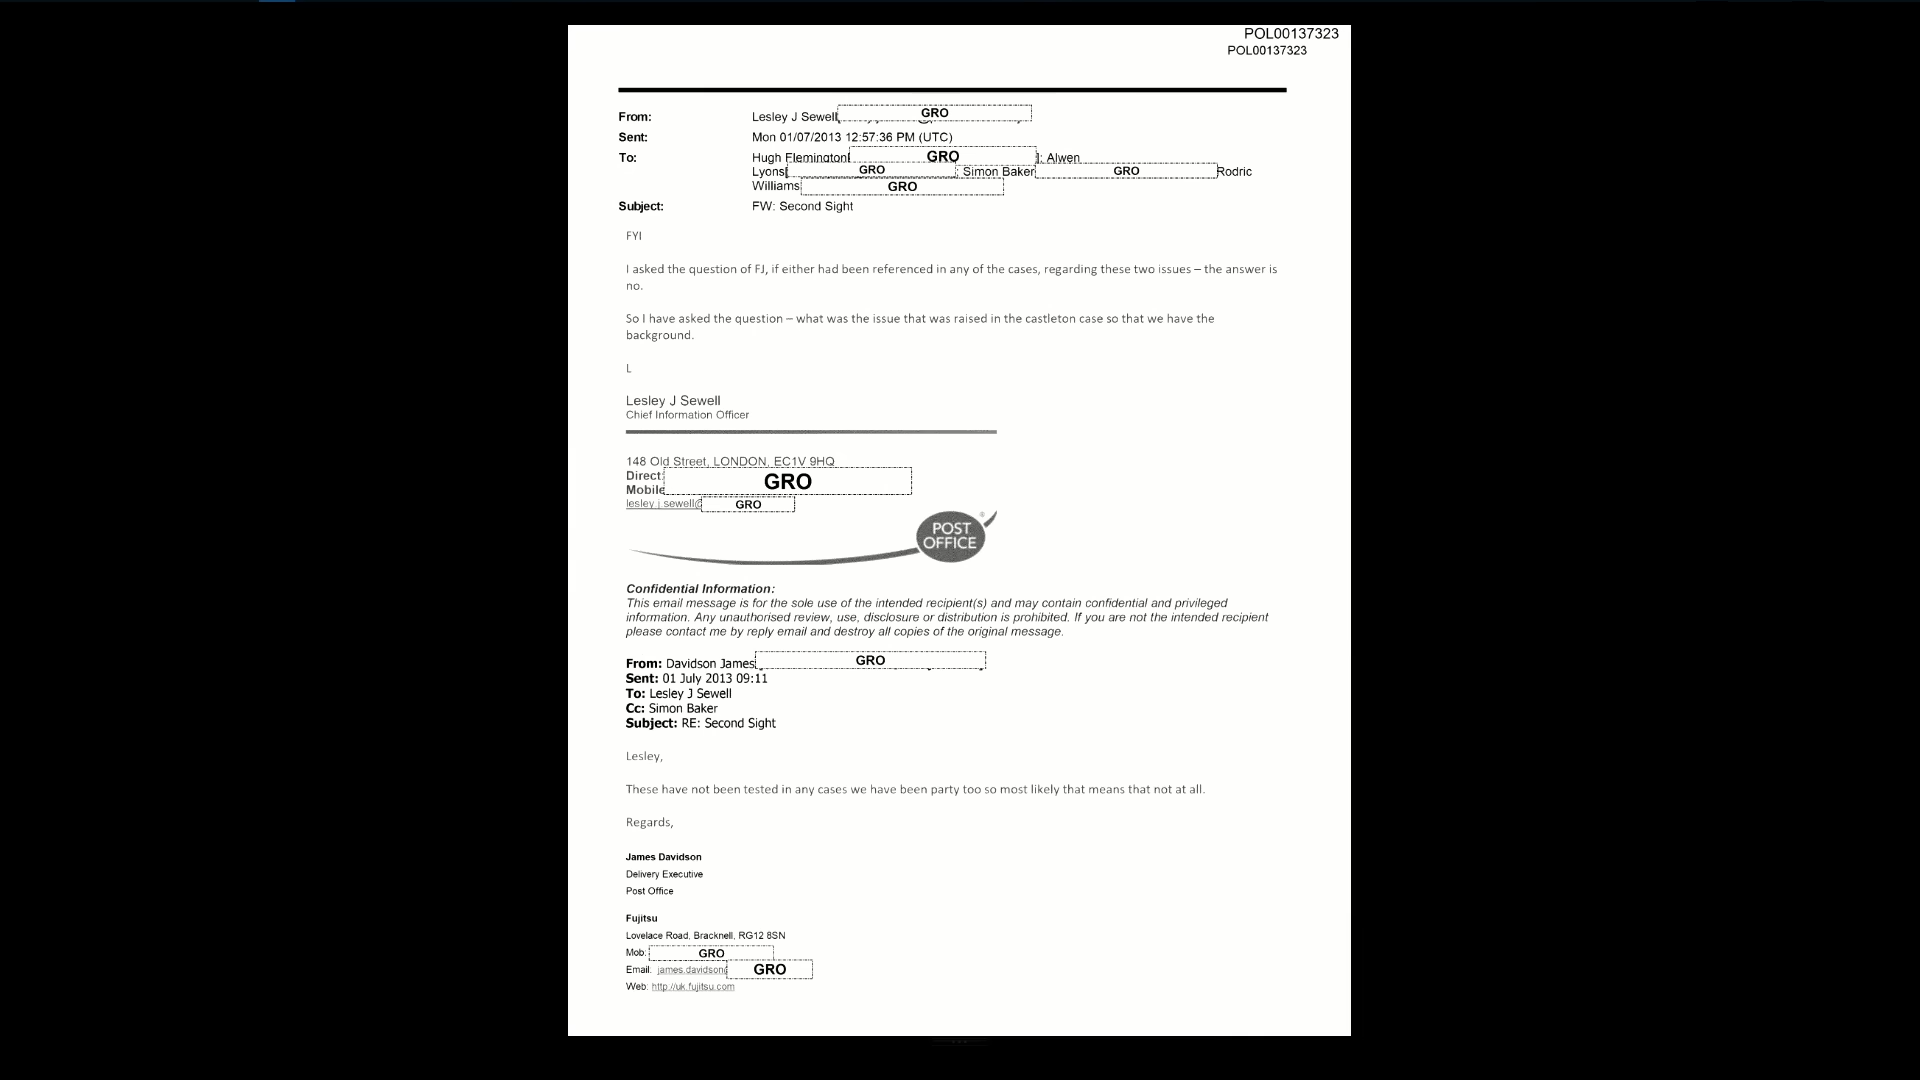 POL00137323
POL00137323
From: Lesley J Sewell GRO
Sent: Mon 01/07/2013 12:57:36 PM (UTC)
To: Hugh Flemington[ GRO ]; Alwen
Lyons[ GRO ; Simon Baker GRO Rodric
Williams GRO
Subject: FW: Second Sight
FYI
I asked the question of FJ, if either had been referenced in any of the cases, regarding these two issues – the answer is
no.
So I have asked the question – what was the issue that was raised in the castleton case so that we have the
background.
L
Lesley J Sewell
Chief Information Officer
148 Old Street, LONDON, EC1V 9HQ
Direct: GRO
Mobile
lesley.j.sewell@ GRO
POST OFFICE ®
Confidential Information:
This email message is for the sole use of the intended recipient(s) and may contain confidential and privileged
information. Any unauthorised review, use, disclosure or distribution is prohibited. If you are not the intended recipient
please contact me by reply email and destroy all copies of the original message.
From: Davidson James GRO
Sent: 01 July 2013 09:11
To: Lesley J Sewell
Cc: Simon Baker
Subject: RE: Second Sight
Lesley,
These have not been tested in any cases we have been party too so most likely that means that not at all.
Regards,
James Davidson
Delivery Executive
Post Office
Fujitsu
Lovelace Road, Bracknell, RG12 8SN
Mob: GRO
Email: james.davidson@ GRO
Web: http://uk.fujitsu.com